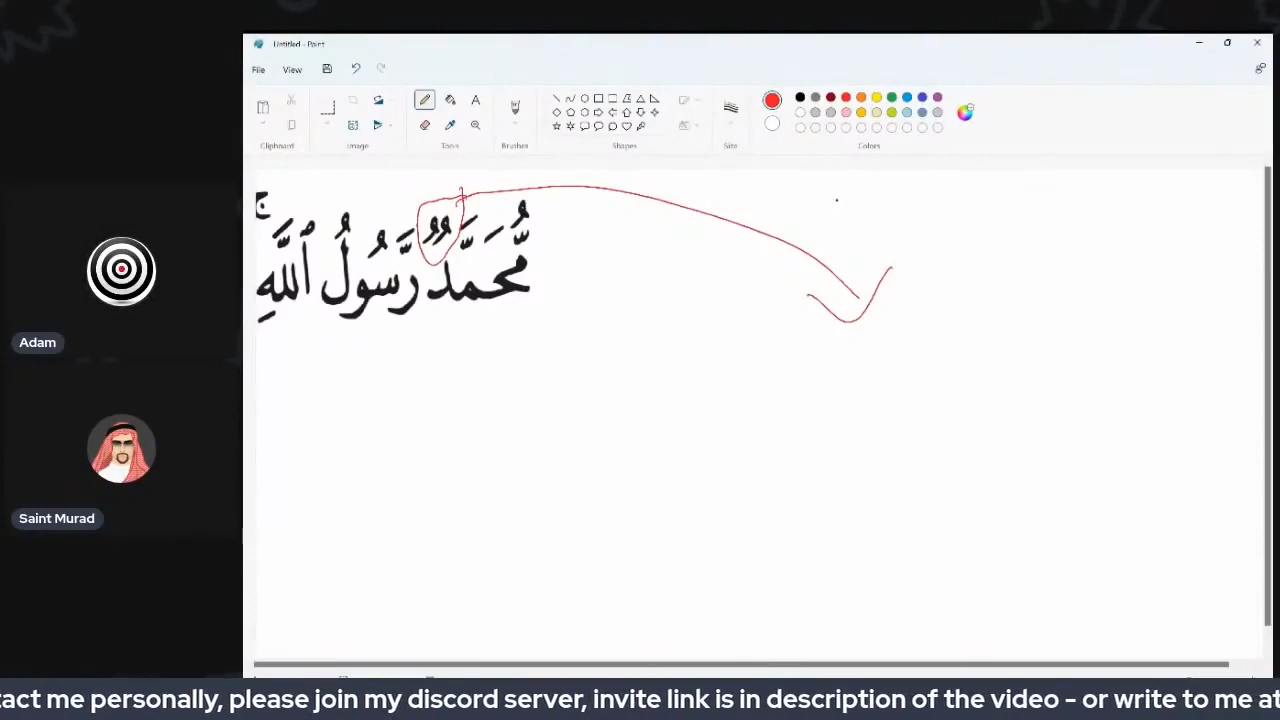 Untitled - Paint
File View
Clipboard
Image
Tools
Brushes
Shapes
Size
Colors
مُّحَمَّدٌ رَّسُولُ ٱللَّهِ ۚ
Adam
Saint Murad
tact me personally, please join my discord server, invite link is in description of the video - or write to me at